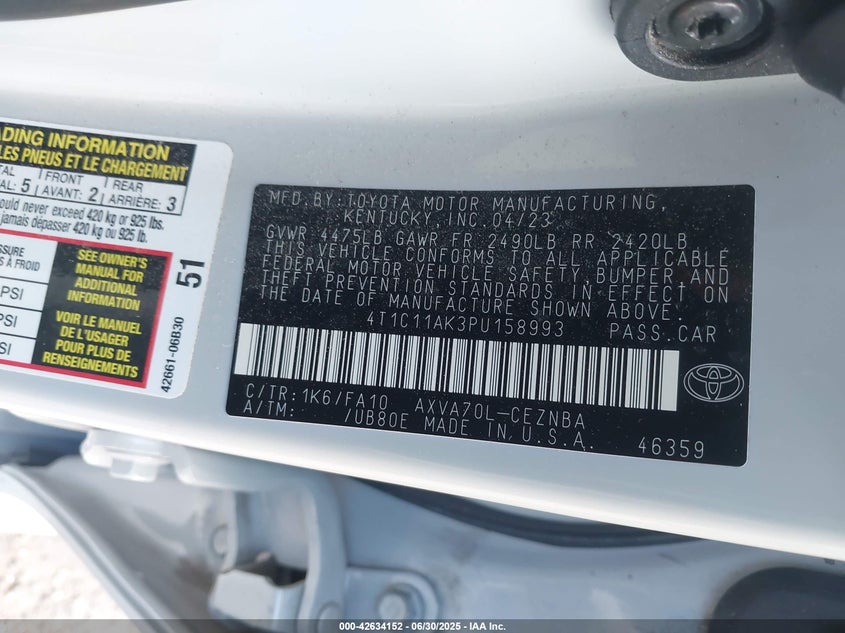 ADING INFORMATION
LES PNEUS ET LE CHARGEMENT
TAL
AL: 5
FRONT
AVANT: 2
REAR
ARRIÈRE: 3
ould never exceed 420 kg or 925 lbs.
jamais dépasser 420 kg ou 925 lb.
SSURE
S À FROID
PSI
PSI
SI
SEE OWNER'S
MANUAL FOR
ADDITIONAL
INFORMATION
VOIR LE MANUEL
DE L'USAGER
POUR PLUS DE
RENSEIGNEMENTS
51
42661-06B30
MFD. BY: TOYOTA MOTOR MANUFACTURING,
KENTUCKY, INC. 04/23
GVWR 4475LB GAWR FR 2490LB RR 2420LB
THIS VEHICLE CONFORMS TO ALL APPLICABLE
FEDERAL MOTOR VEHICLE SAFETY, BUMPER, AND
THEFT PREVENTION STANDARDS IN EFFECT ON
THE DATE OF MANUFACTURE SHOWN ABOVE.
4T1C11AK3PU158993 PASS.CAR
C/TR: 1K6/FA10 AXVA70L-CEZNBA
A/TM: /UB80E MADE IN U.S.A.
46359
000-42634152 - 06/30/2025 - IAA Inc.